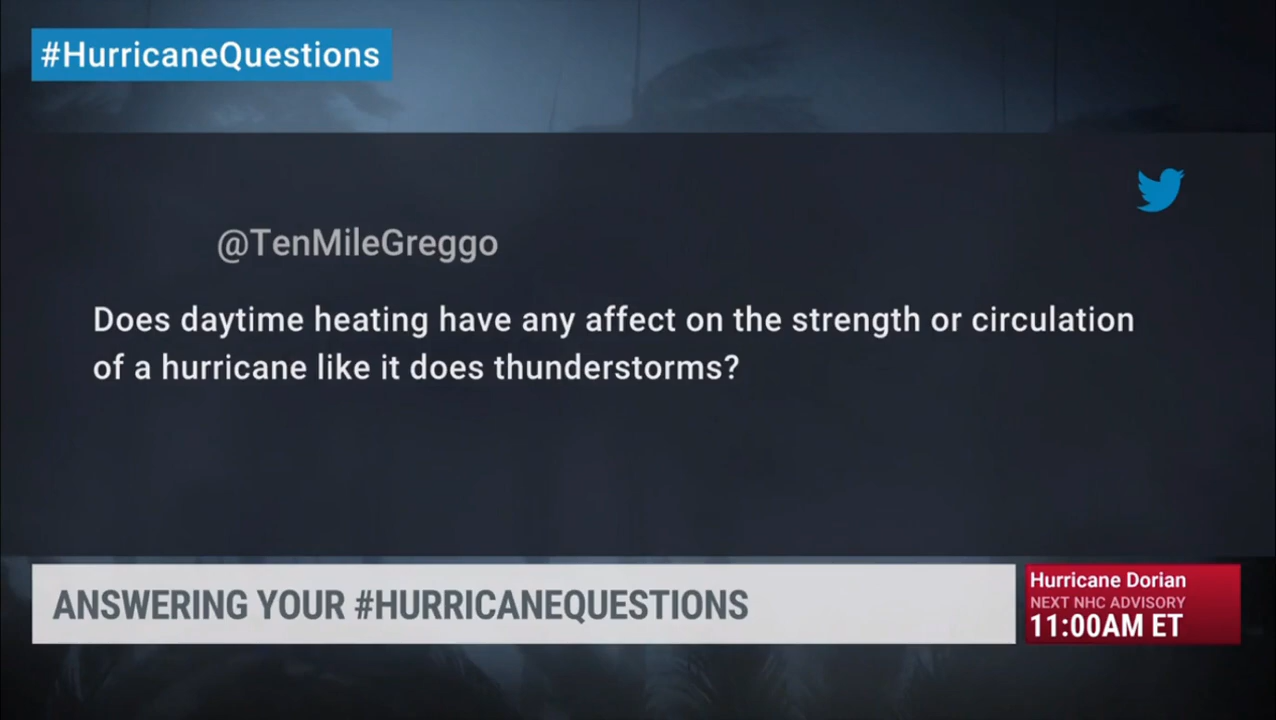 #HurricaneQuestions
@TenMileGreggo
Does daytime heating have any affect on the strength or circulation
of a hurricane like it does thunderstorms?
ANSWERING YOUR #HURRICANEQUESTIONS
Hurricane Dorian
NEXT NHC ADVISORY
11:00AM ET